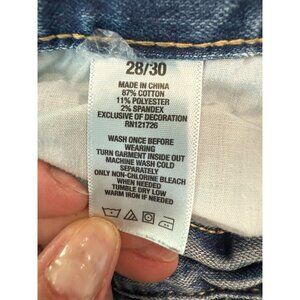 28/30
MADE IN CHINA
87% COTTON
11% POLYESTER
2% SPANDEX
EXCLUSIVE OF DECORATION
RN121726
WASH ONCE BEFORE
WEARING
TURN GARMENT INSIDE OUT
MACHINE WASH COLD
SEPARATELY
ONLY NON-CHLORINE BLEACH
WHEN NEEDED
TUMBLE DRY LOW
WARM IRON IF NEEDED